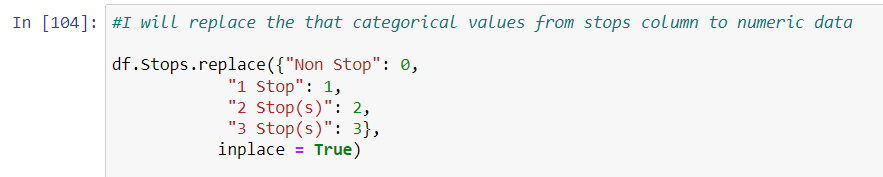 In [104]: #I will replace the that categorical values from stops column to numeric data
df.Stops.replace({"Non Stop": 0,
"1 Stop": 1,
"2 Stop(s)": 2,
"3 Stop(s)": 3},
inplace = True)